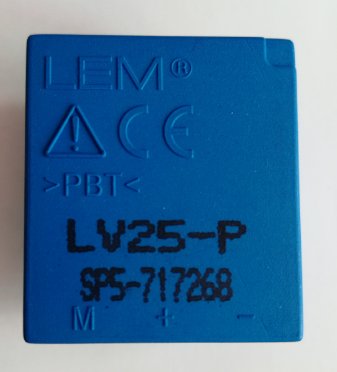 LEM®
CE
>PBT<
LV25-P
SP5-717268
M + -